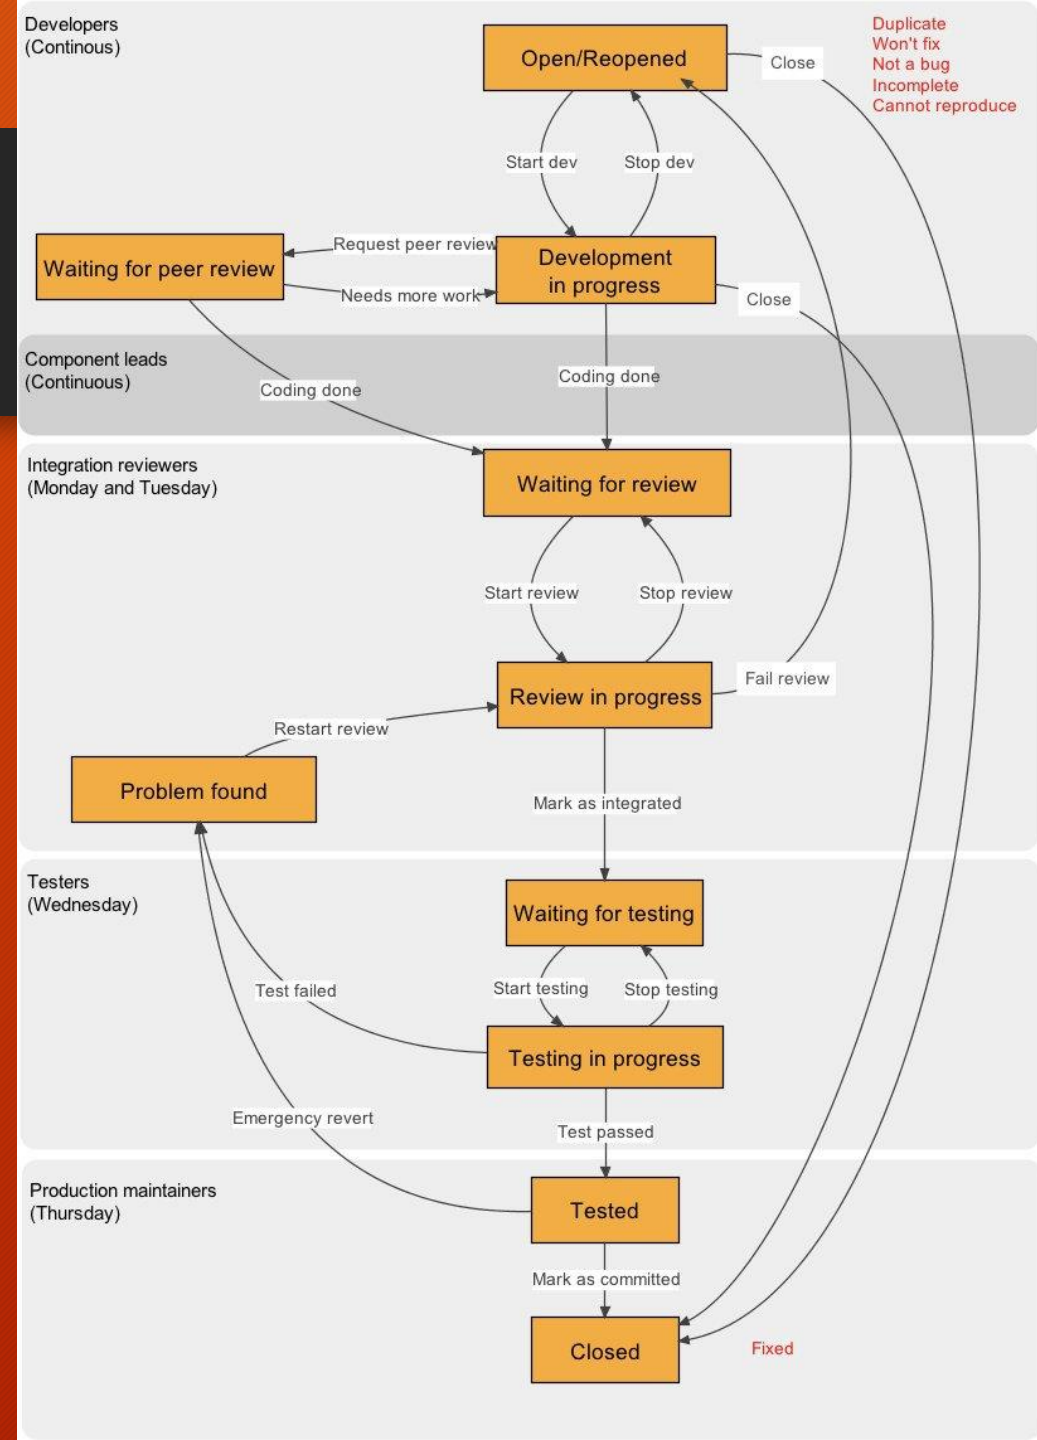 Developers
(Continous)
Open/Reopened
Close
Duplicate
Won't fix
Not a bug
Incomplete
Cannot reproduce
Start dev
Stop dev
Waiting for peer review
Request peer review
Needs more work
Development
in progress
Close
Component leads
(Continuous)
Coding done
Coding done
Integration reviewers
(Monday and Tuesday)
Waiting for review
Start review
Stop review
Review in progress
Fail review
Restart review
Problem found
Mark as integrated
Testers
(Wednesday)
Waiting for testing
Start testing
Stop testing
Test failed
Testing in progress
Emergency revert
Test passed
Production maintainers
(Thursday)
Tested
Mark as committed
Closed
Fixed